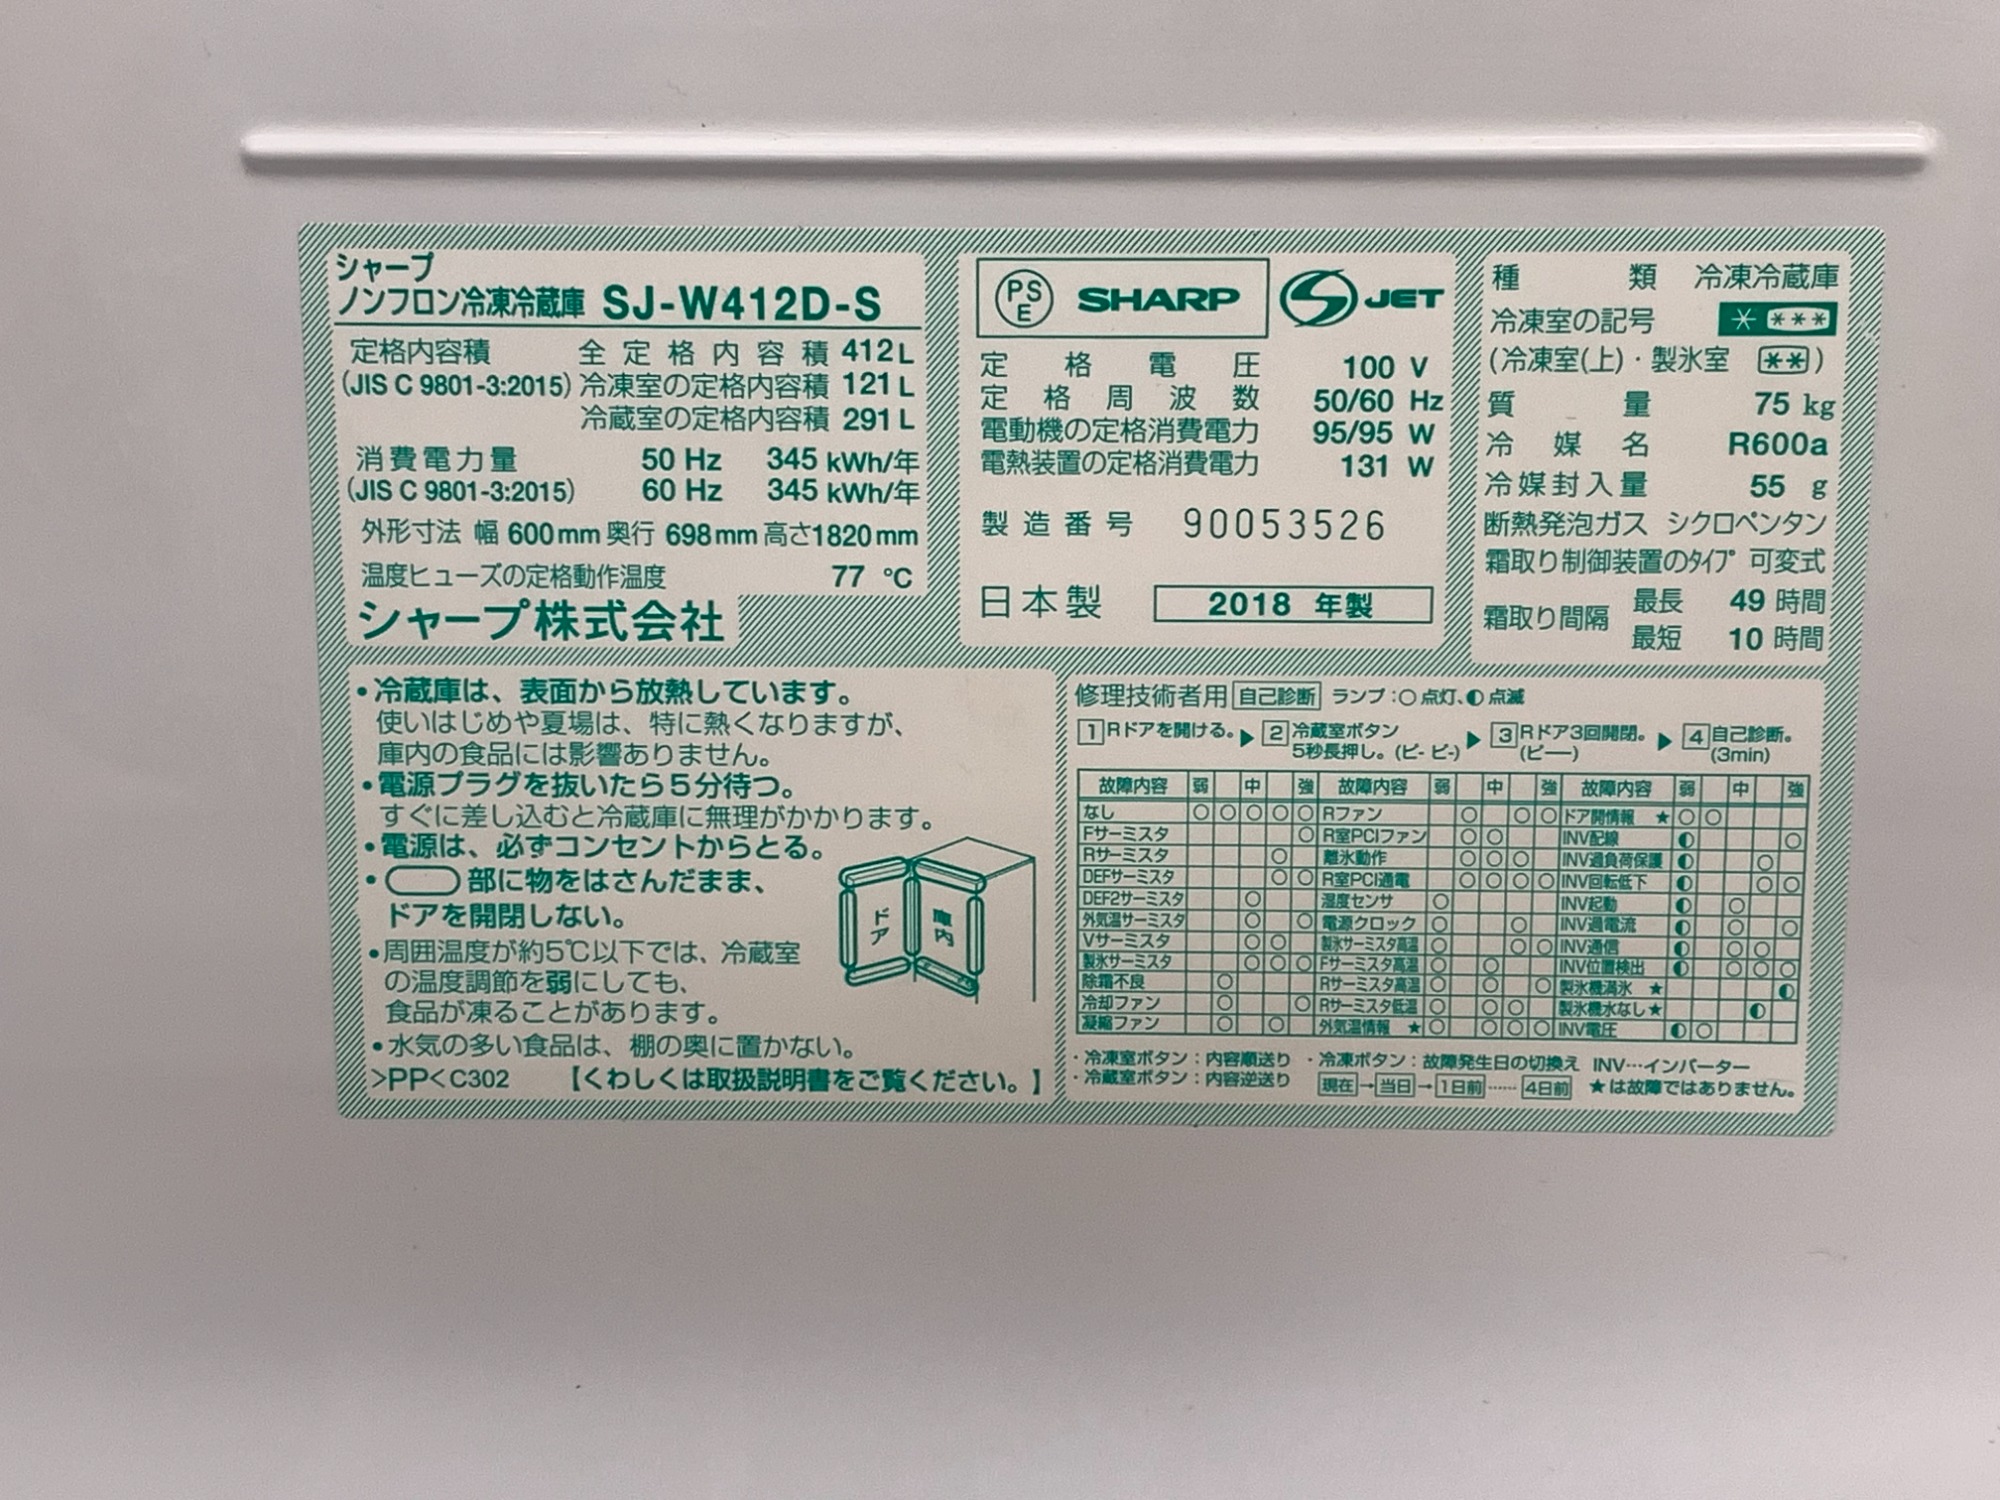 シャープ
ノンフロン冷凍冷蔵庫 SJ-W412D-S
定格内容積 全定格内容積 412L
(JIS C 9801-3:2015) 冷凍室の定格内容積 121L
冷蔵室の定格内容積 291L
消費電力量 50 Hz 345 kWh/年
(JIS C 9801-3:2015) 60 Hz 345 kWh/年
外形寸法 幅 600mm 奥行 698mm 高さ1820mm
温度ヒューズの定格動作温度 77 ℃
シャープ株式会社
PSE SHARP S JET
定格電圧 100 V
定格周波数 50/60 Hz
電動機の定格消費電力 95/95 W
電熱装置の定格消費電力 131 W
製造番号 90053526
日本製 2018 年製
種類 冷凍冷蔵庫
冷凍室の記号 * ***
(冷凍室(上)・製氷室 **)
質量 75 kg
冷媒名 R600a
冷媒封入量 55 g
断熱発泡ガス シクロペンタン
霜取り制御装置のタイプ 可変式
霜取り間隔 最長 49 時間
最短 10 時間
・冷蔵庫は、表面から放熱しています。
使いはじめや夏場は、特に熱くなりますが、
庫内の食品には影響ありません。
・電源プラグを抜いたら5分待つ。
すぐに差し込むと冷蔵庫に無理がかかります。
・電源は、必ずコンセントからとる。
・部に物をはさんだまま、
ドアを開閉しない。
・周囲温度が約5℃以下では、冷蔵室
の温度調節を弱にしても、
食品が凍ることがあります。
・水気の多い食品は、棚の奥に置かない。
ドア 庫内
>PP< C302 【くわしくは取扱説明書をご覧ください。】
修理技術者用 自己診断 ランプ：○点灯、◐点滅
1 Rドアを開ける。▶ 2 冷蔵室ボタン 5秒長押し。(ピ- ピ-) ▶ 3 Rドア3回開閉。(ピー) ▶ 4 自己診断。(3min)
故障内容 弱 中 強 故障内容 弱 中 強 故障内容 弱 中 強
なし ○ ○ ○ ○ ○ Rファン ○ ○ ○ ドア開情報 ★ ○ ○
Fサーミスタ ○ R室PCIファン ○ ○ INV配線 ◐ ○
Rサーミスタ ○ 離氷動作 ○ ○ ○ INV過負荷保護 ◐ ○
DEFサーミスタ ○ ○ R室PCI通電 ○ ○ ○ ○ INV回転低下 ◐ ○ ○
DEF2サーミスタ ○ 湿度センサ ○ INV起動 ◐ ○
外気温サーミスタ ○ ○ 電源クロック ○ ○ INV過電流 ◐ ○ ○
Vサーミスタ ○ ○ 製氷サーミスタ高温 ○ ○ ○ INV通信 ◐ ○ ○
製氷サーミスタ ○ ○ ○ Fサーミスタ高温 ○ ○ INV位置検出 ◐ ○ ○ ○
除霜不良 ○ Rサーミスタ高温 ○ ○ ○ 製氷機満氷 ★ ◐
冷却ファン ○ ○ Rサーミスタ低温 ○ ○ ○ 製氷機水なし★ ◐
凝縮ファン ○ ○ 外気温情報 ★ ○ ○ ○ ○ INV電圧 ◐ ○
・冷凍室ボタン：内容順送り ・冷凍ボタン：故障発生日の切換え INV…インバーター
・冷蔵室ボタン：内容逆送り 現在→当日→1日前……4日前 ★は故障ではありません。